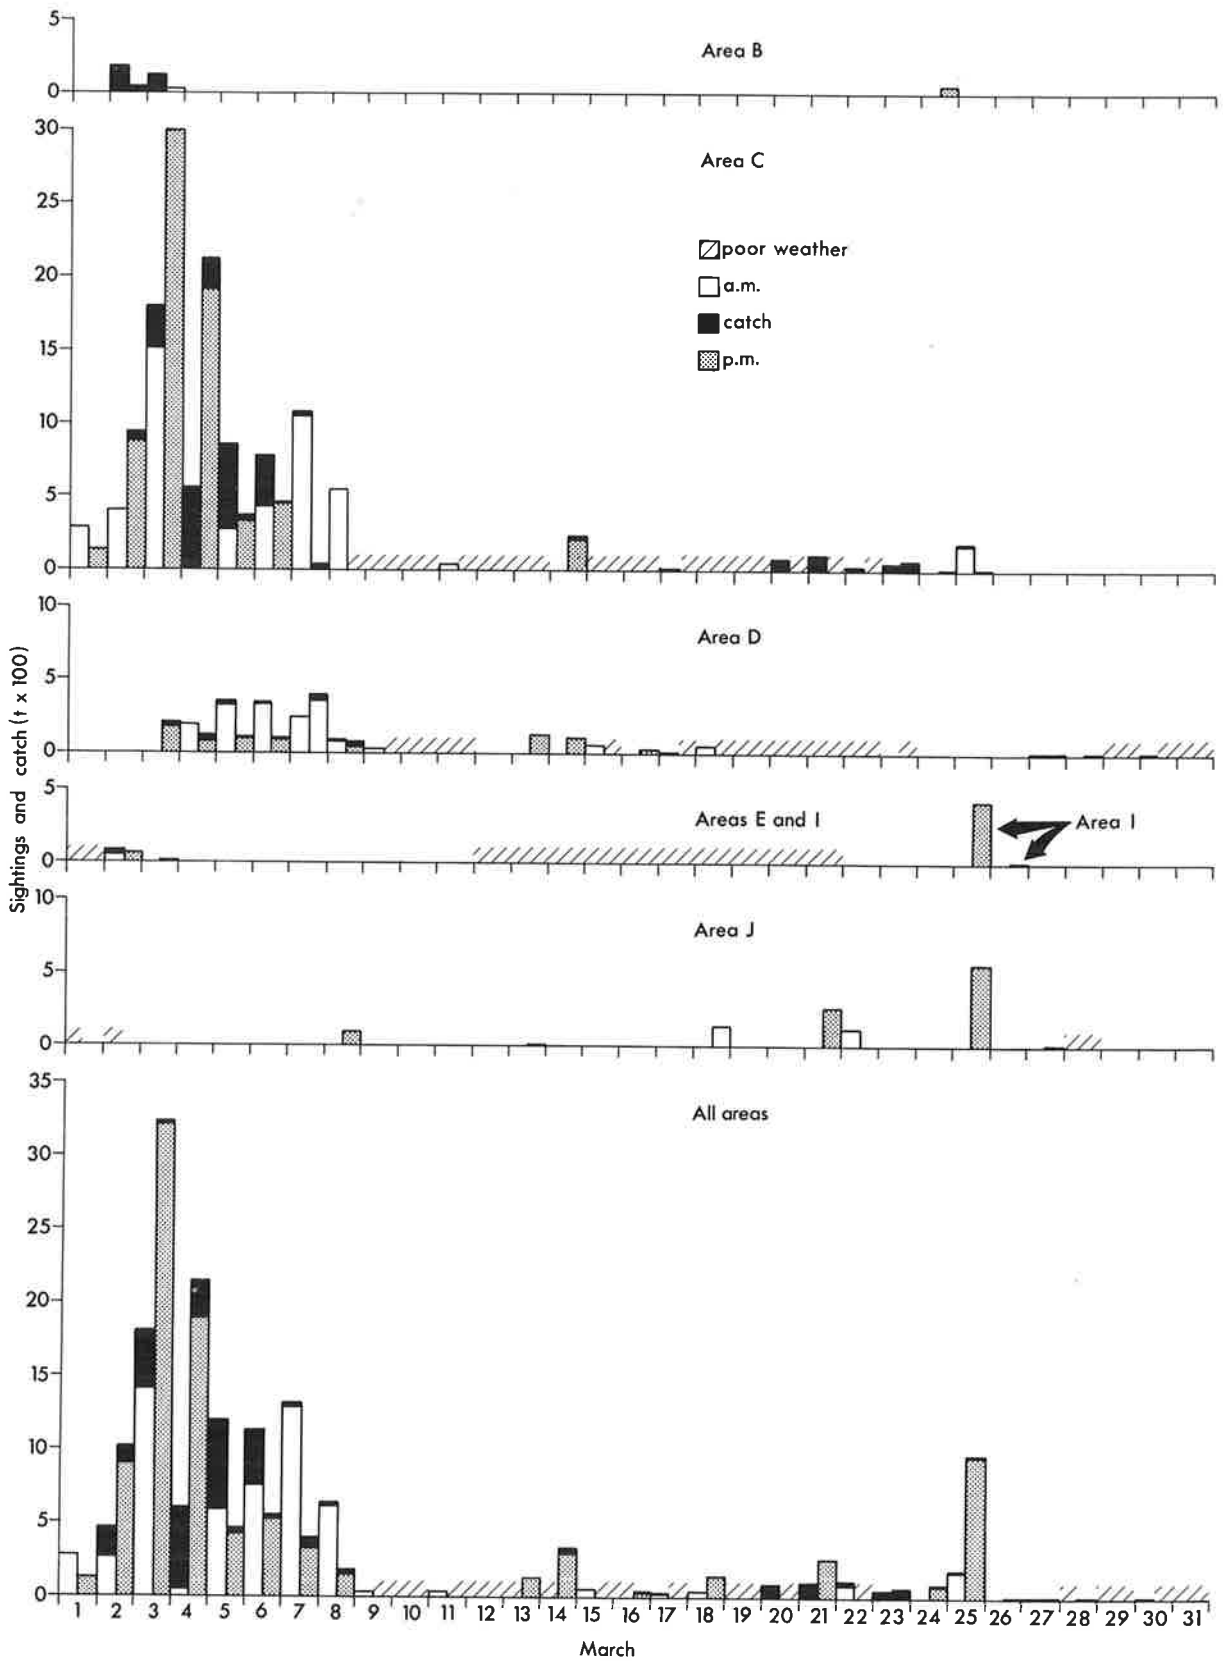 5
0
Area B
30
25
20
15
10
5
0
Area C
poor weather
a.m.
catch
p.m.
10
5
0
Area D
5
0
Areas E and I
Area I
10
5
0
Area J
35
30
25
20
15
10
5
0
All areas
Sightings and catch (t x 100)
1 2 3 4 5 6 7 8 9 10 11 12 13 14 15 16 17 18 19 20 21 22 23 24 25 26 27 28 29 30 31
March